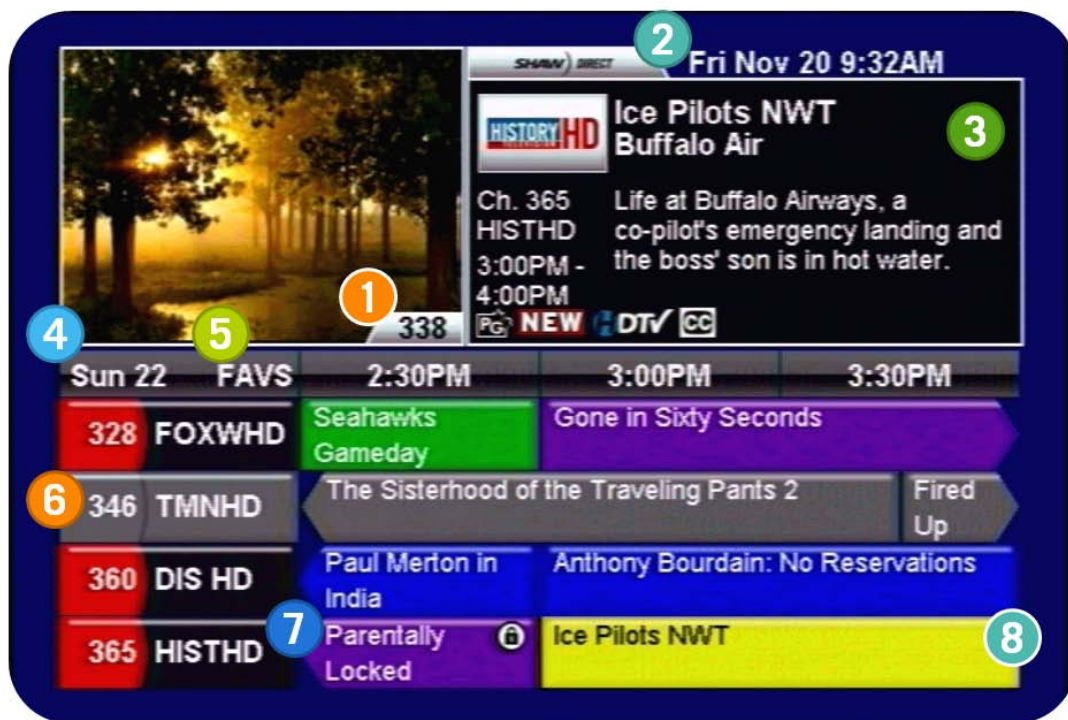 2
SHAW) DIRECT
Fri Nov 20 9:32AM
HISTORY HD
TELEVISION
Ice Pilots NWT
Buffalo Air
3
Ch. 365
HISTHD
3:00PM -
4:00PM
Life at Buffalo Airways, a
co-pilot's emergency landing and
the boss' son is in hot water.
1
338
PG NEW HDTV CC
4
5
Sun 22 FAVS 2:30PM 3:00PM 3:30PM
328 FOXWHD
Seahawks
Gameday
Gone in Sixty Seconds
6
346 TMNHD
The Sisterhood of the Traveling Pants 2
Fired
Up
360 DIS HD
Paul Merton in
India
Anthony Bourdain: No Reservations
7
365 HISTHD
Parentally
Locked
Ice Pilots NWT
8